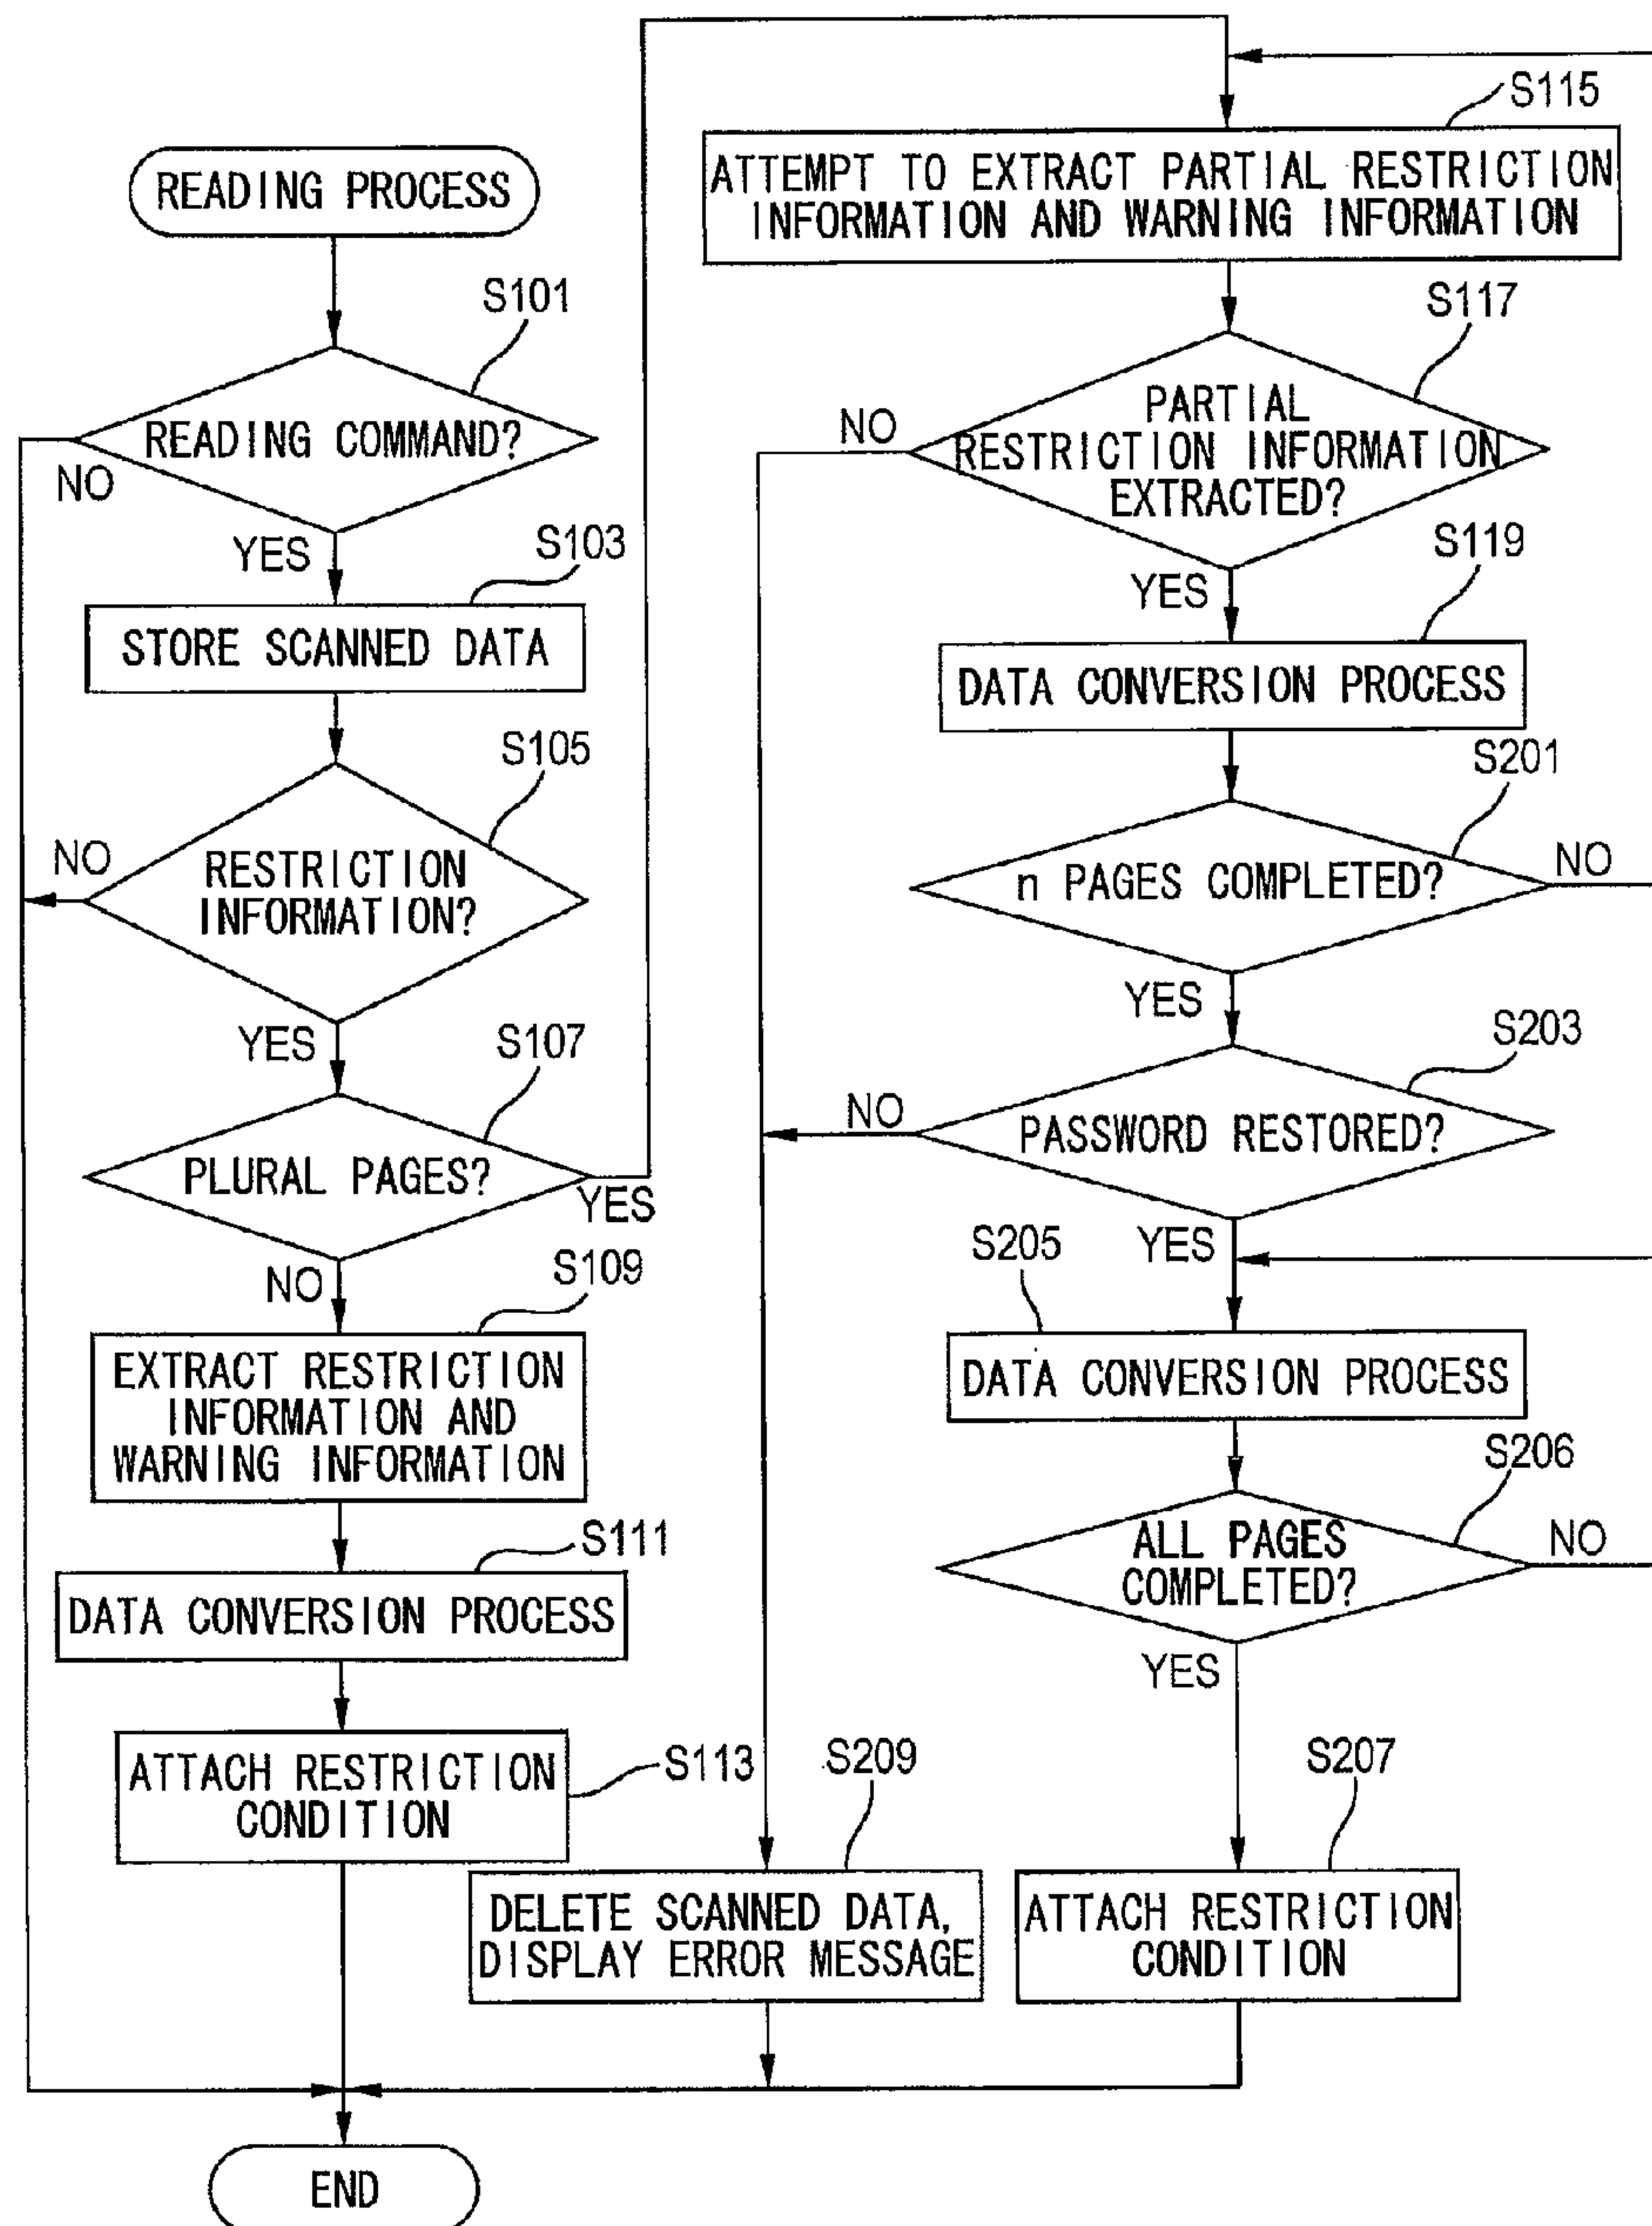 READING PROCESS
S101
READING COMMAND?
NO
YES
S103
STORE SCANNED DATA
S105
NO
RESTRICTION
INFORMATION?
YES
S107
PLURAL PAGES?
YES
NO
S109
EXTRACT RESTRICTION
INFORMATION AND
WARNING INFORMATION
S111
DATA CONVERSION PROCESS
ATTACH RESTRICTION
CONDITION
S113
S115
ATTEMPT TO EXTRACT PARTIAL RESTRICTION
INFORMATION AND WARNING INFORMATION
S117
NO
PARTIAL
RESTRICTION INFORMATION
EXTRACTED?
YES
S119
DATA CONVERSION PROCESS
S201
n PAGES COMPLETED?
NO
YES
S203
NO
PASSWORD RESTORED?
YES
S205
DATA CONVERSION PROCESS
S206
ALL PAGES
COMPLETED?
NO
YES
S209
DELETE SCANNED DATA,
DISPLAY ERROR MESSAGE
S207
ATTACH RESTRICTION
CONDITION
END